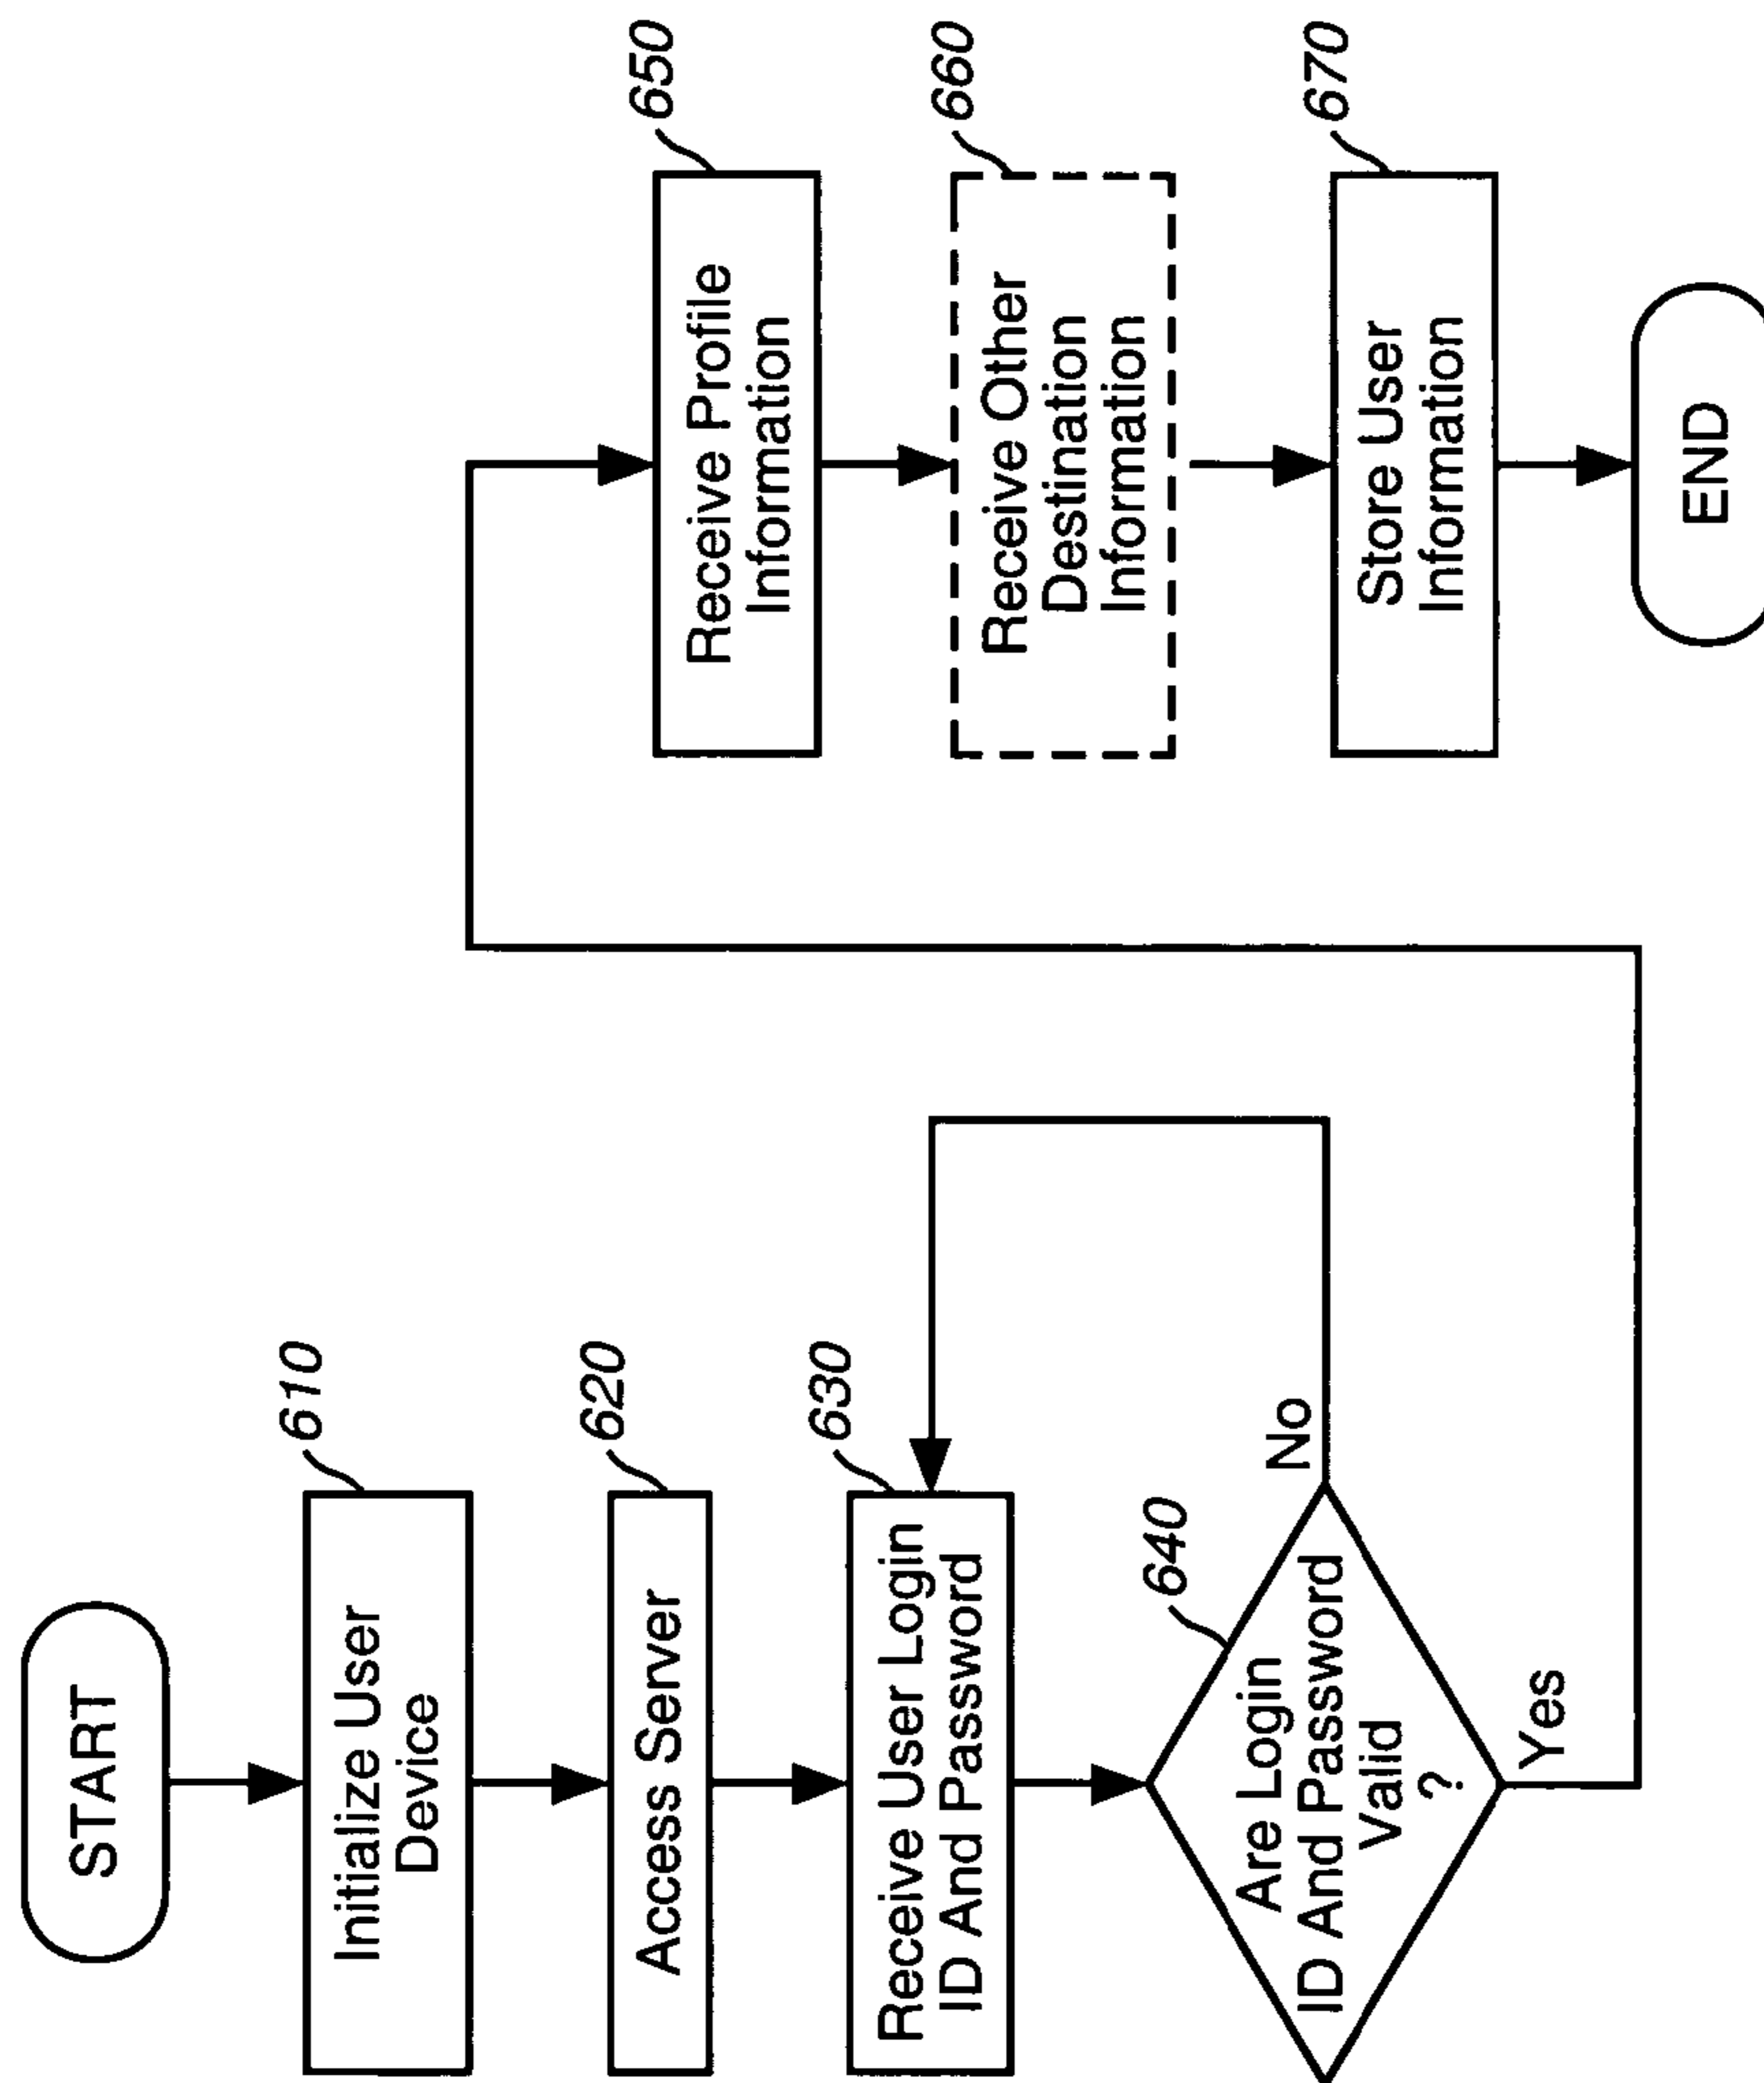 START
610
Initialize User
Device
620
Access Server
630
Receive User Login
ID And Password
640
Are Login
ID And Password
Valid
?
No
Yes
650
Receive Profile
Information
660
Receive Other
Destination
Information
670
Store User
Information
END